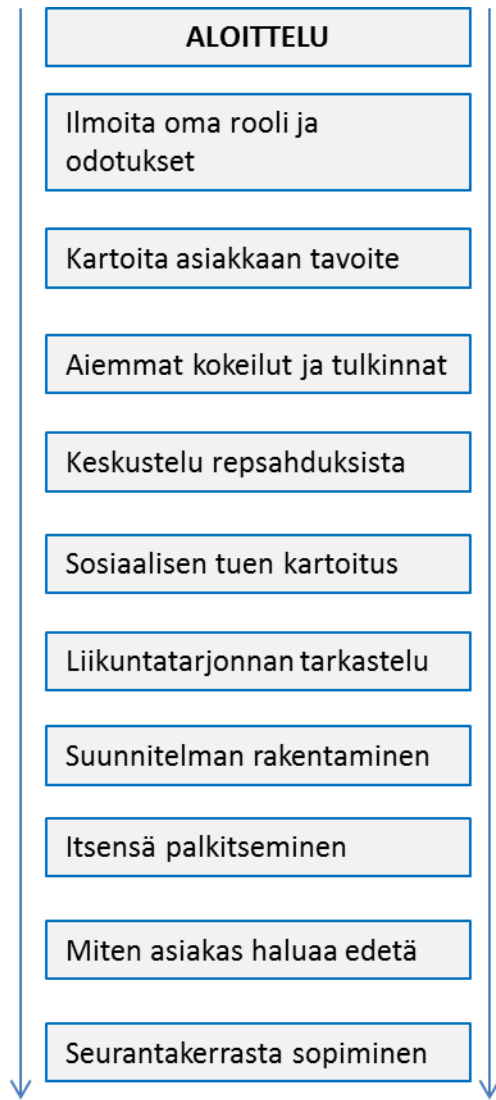 ALOITTELU
Ilmoita oma rooli ja
odotukset
Kartoita asiakkaan tavoite
Aiemmat kokeilut ja tulkinnat
Keskustelu repsahduksista
Sosiaalisen tuen kartoitus
Liikuntatarjonnan tarkastelu
Suunnitelman rakentaminen
Itsensä palkitseminen
Miten asiakas haluaa edetä
Seurantakerrasta sopiminen